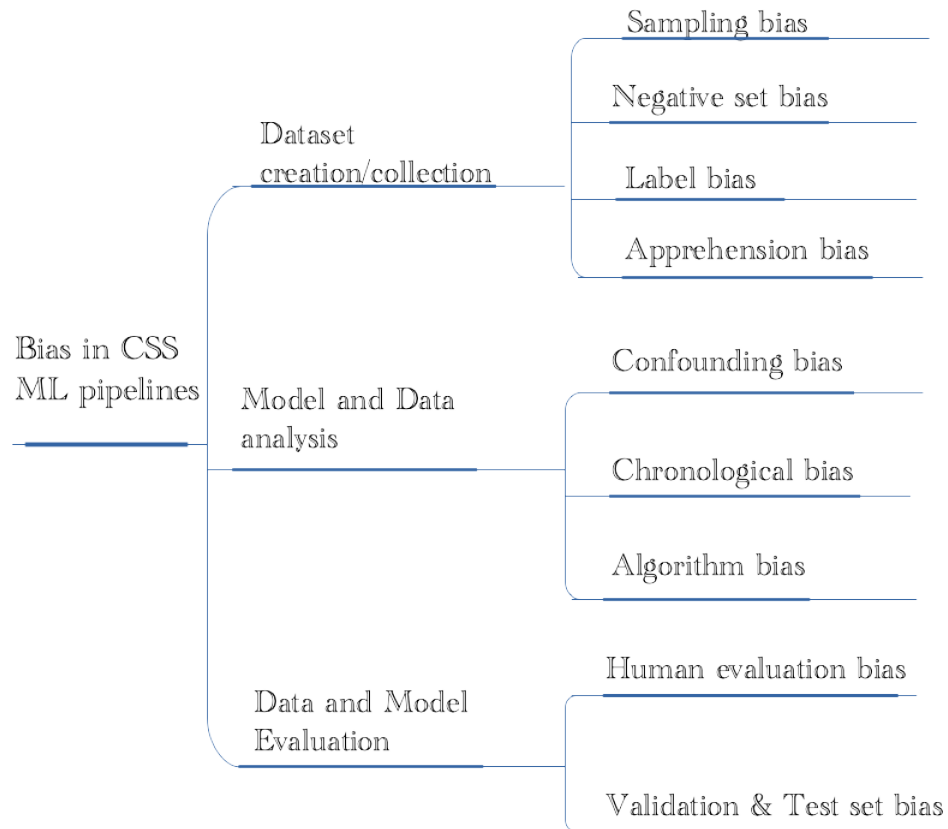 Bias in CSS
ML pipelines
Dataset
creation/collection
Sampling bias
Negative set bias
Label bias
Apprehension bias
Model and Data
analysis
Confounding bias
Chronological bias
Algorithm bias
Data and Model
Evaluation
Human evaluation bias
Validation & Test set bias